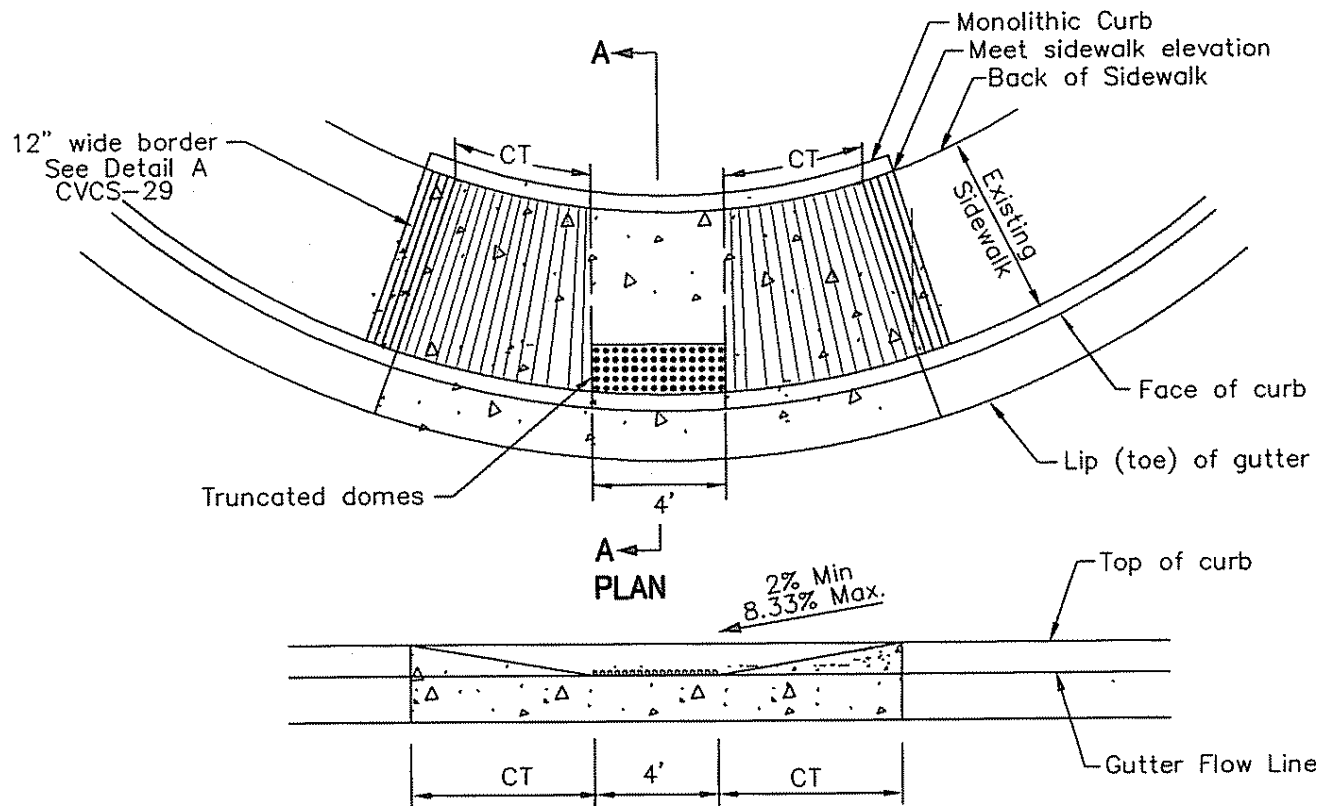 Monolithic Curb
A
Meet sidewalk elevation
Back of Sidewalk
12" wide border
See Detail A
CVCS-29
CT
CT
Existing
Sidewalk
Face of curb
Lip (toe) of gutter
Truncated domes
4'
A
PLAN
2% Min
8.33% Max.
Top of curb
Gutter Flow Line
CT
4'
CT